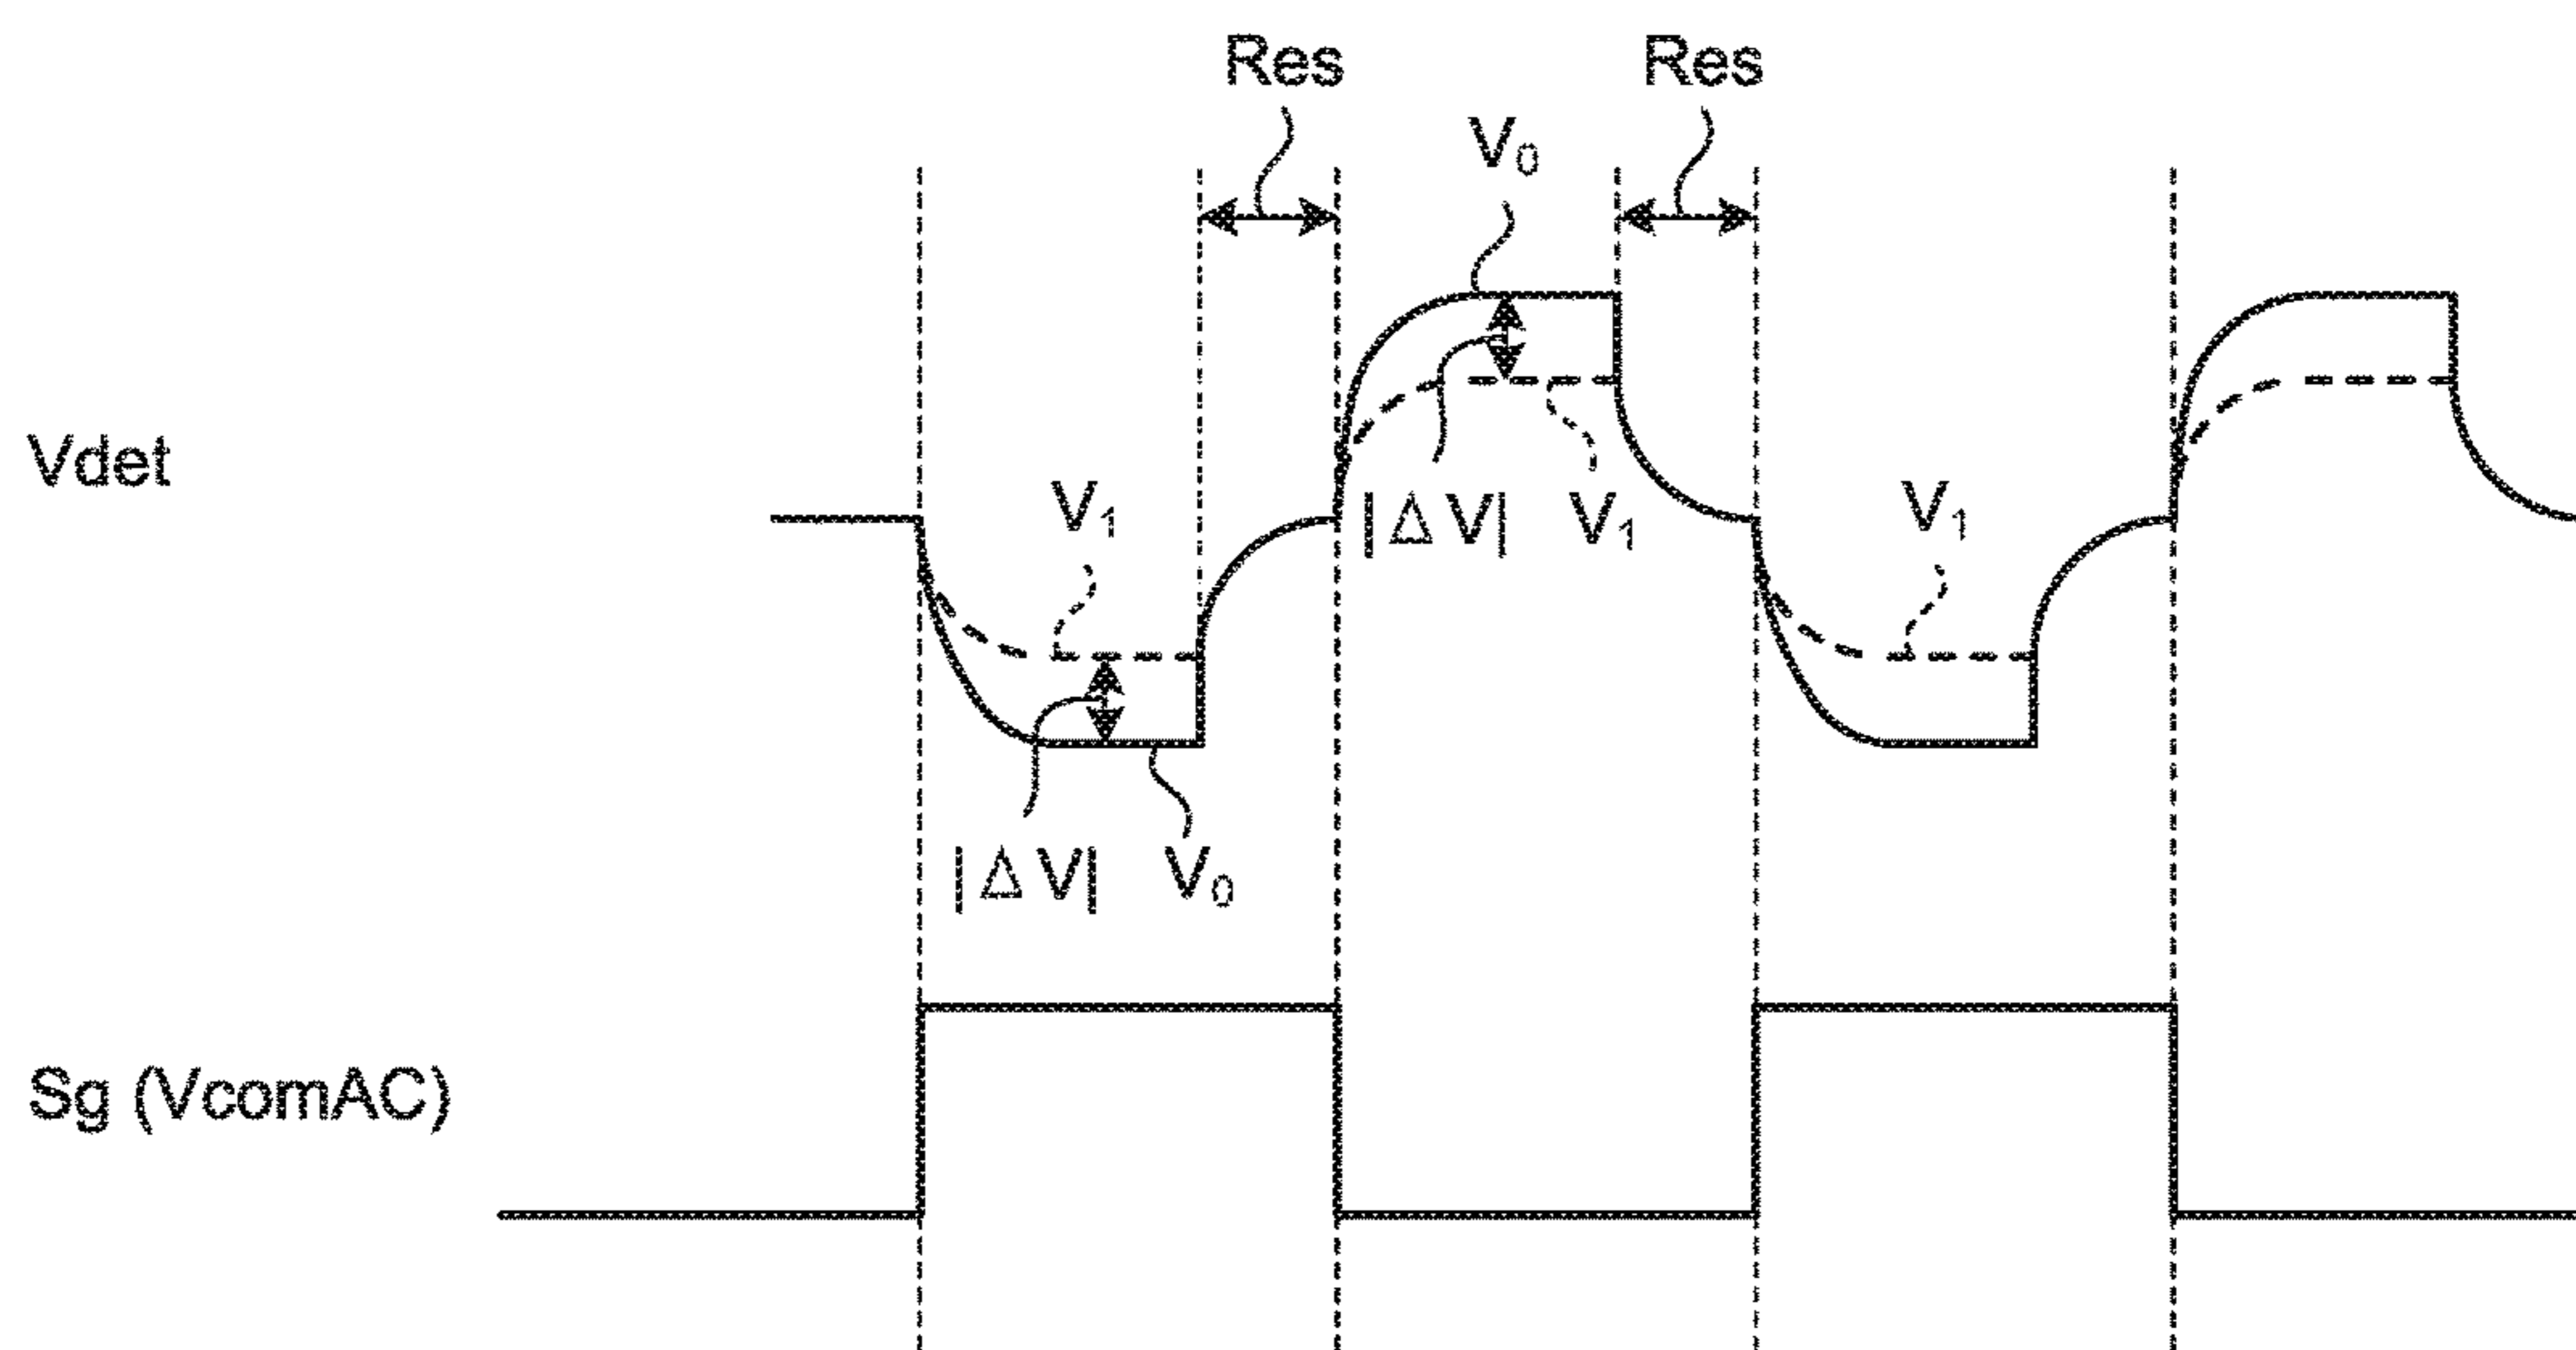 Res Res
V₀
Vdet
V₁ |ΔV| V₁ V₁
|ΔV| V₀
Sg (VcomAC)